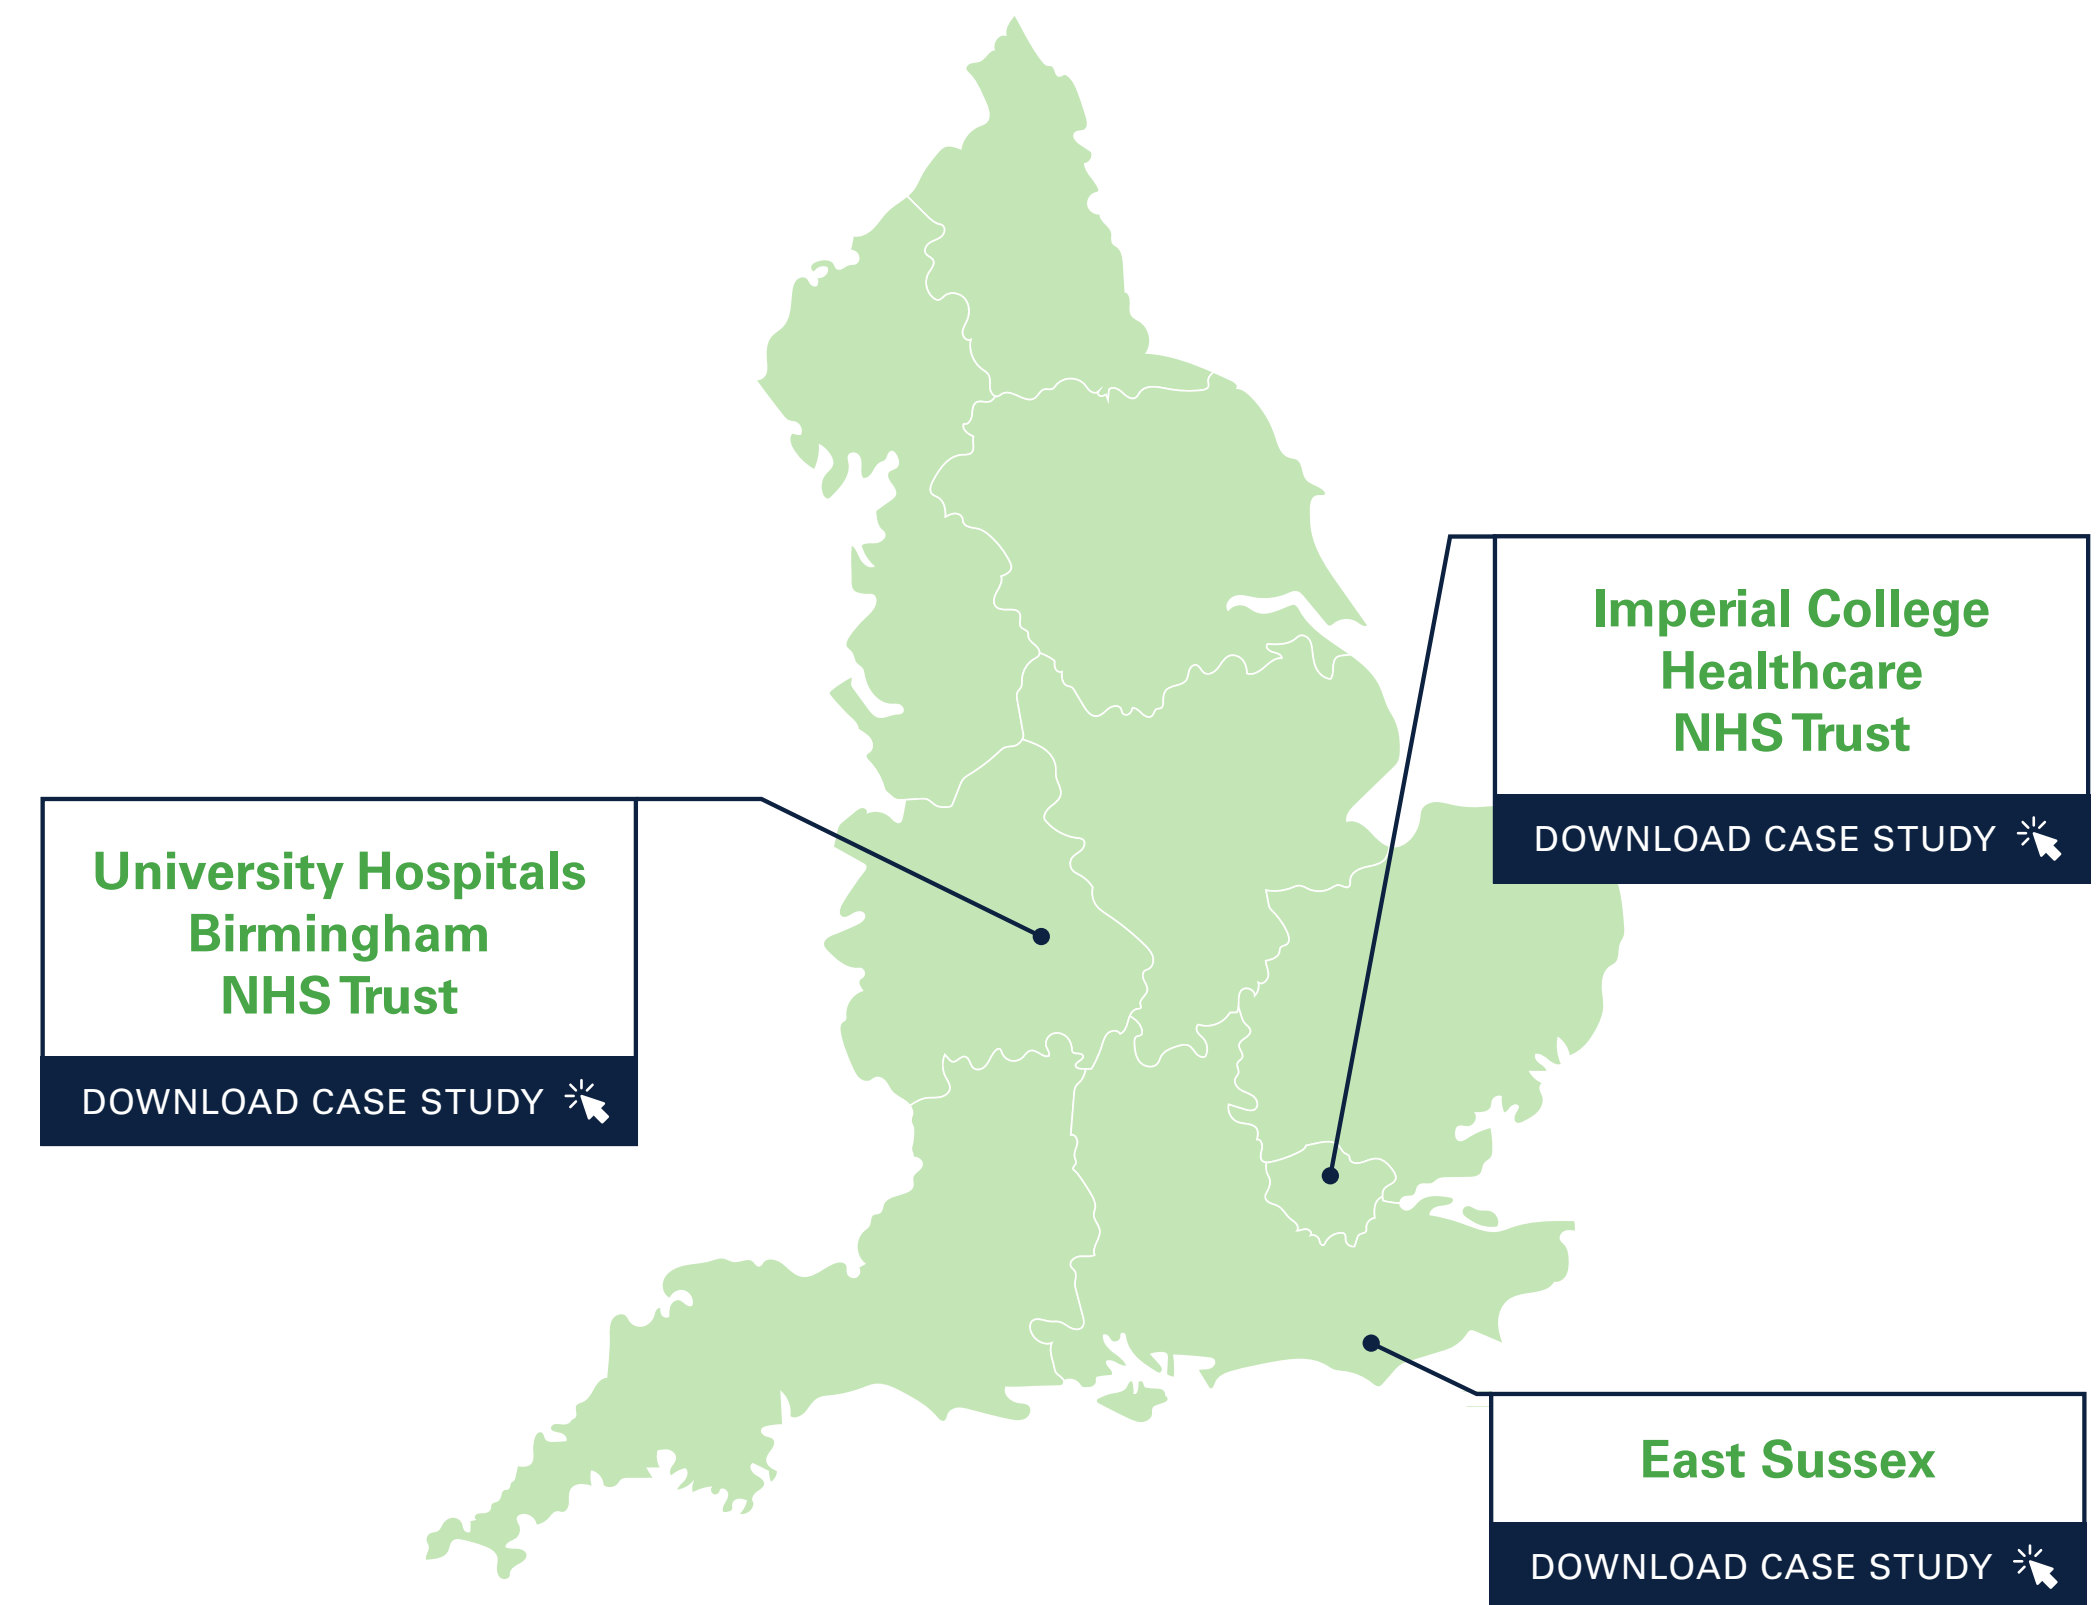 Imperial College
Healthcare
NHS Trust
DOWNLOAD CASE STUDY
University Hospitals
Birmingham
NHS Trust
DOWNLOAD CASE STUDY
East Sussex
DOWNLOAD CASE STUDY